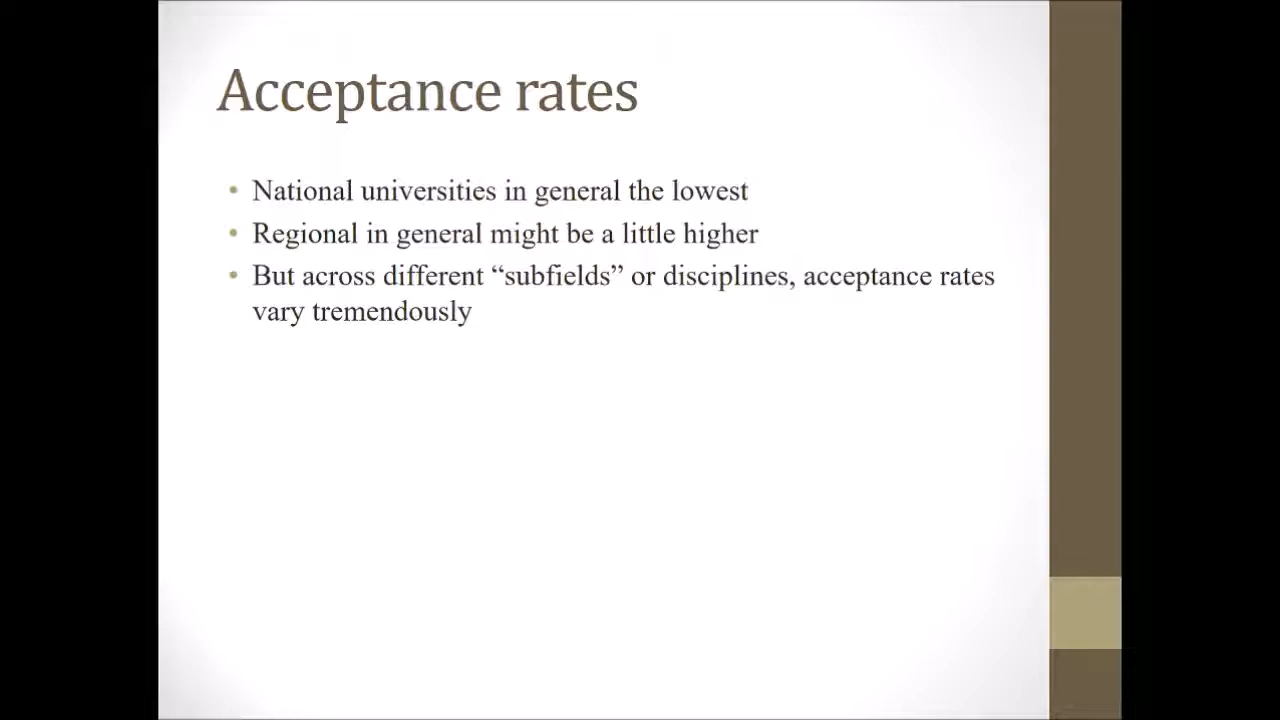 Acceptance rates
• National universities in general the lowest
• Regional in general might be a little higher
• But across different “subfields” or disciplines, acceptance rates
vary tremendously